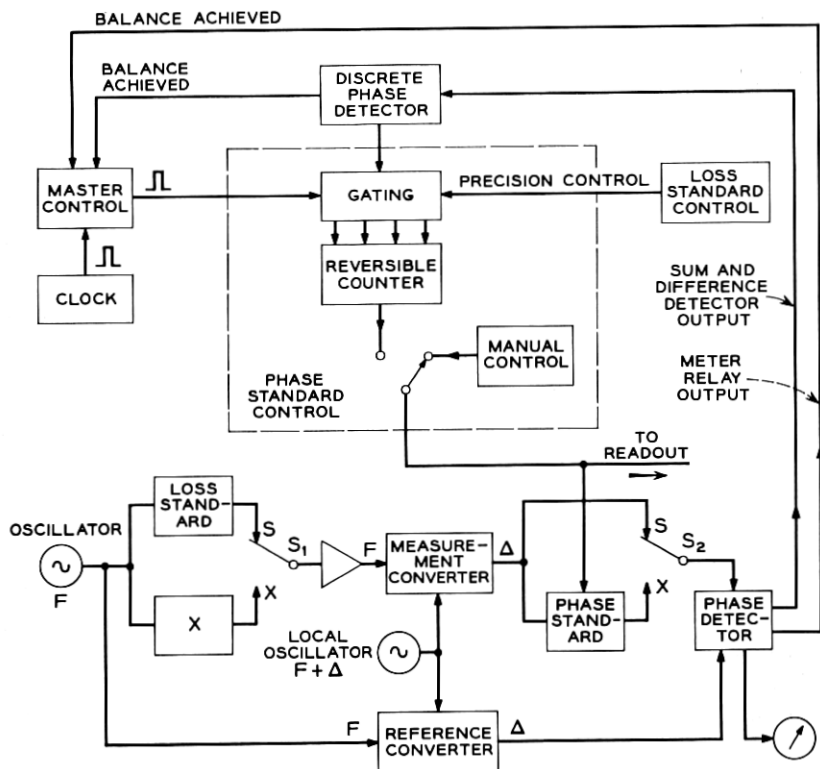 BALANCE ACHIEVED
BALANCE
ACHIEVED
DISCRETE
PHASE
DETECTOR
MASTER
CONTROL
GATING
PRECISION CONTROL
LOSS
STANDARD
CONTROL
CLOCK
REVERSIBLE
COUNTER
SUM AND
DIFFERENCE
DETECTOR
OUTPUT
MANUAL
CONTROL
PHASE
STANDARD
CONTROL
METER
RELAY
OUTPUT
TO
READOUT
LOSS
STAND-
ARD
OSCILLATOR
F
S
S1
X
X
F
MEASURE-
MENT
CONVERTER
Δ
S
S2
X
PHASE
STAND-
ARD
PHASE
DETEC-
TOR
LOCAL
OSCILLATOR
F + Δ
F
REFERENCE
CONVERTER
Δ